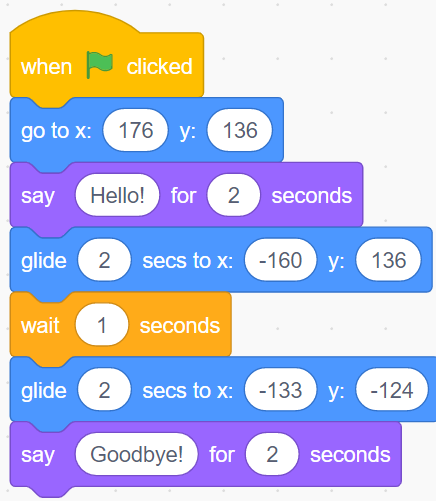 when clicked
go to x: 176 y: 136
say Hello! for 2 seconds
glide 2 secs to x: -160 y: 136
wait 1 seconds
glide 2 secs to x: -133 y: -124
say Goodbye! for 2 seconds